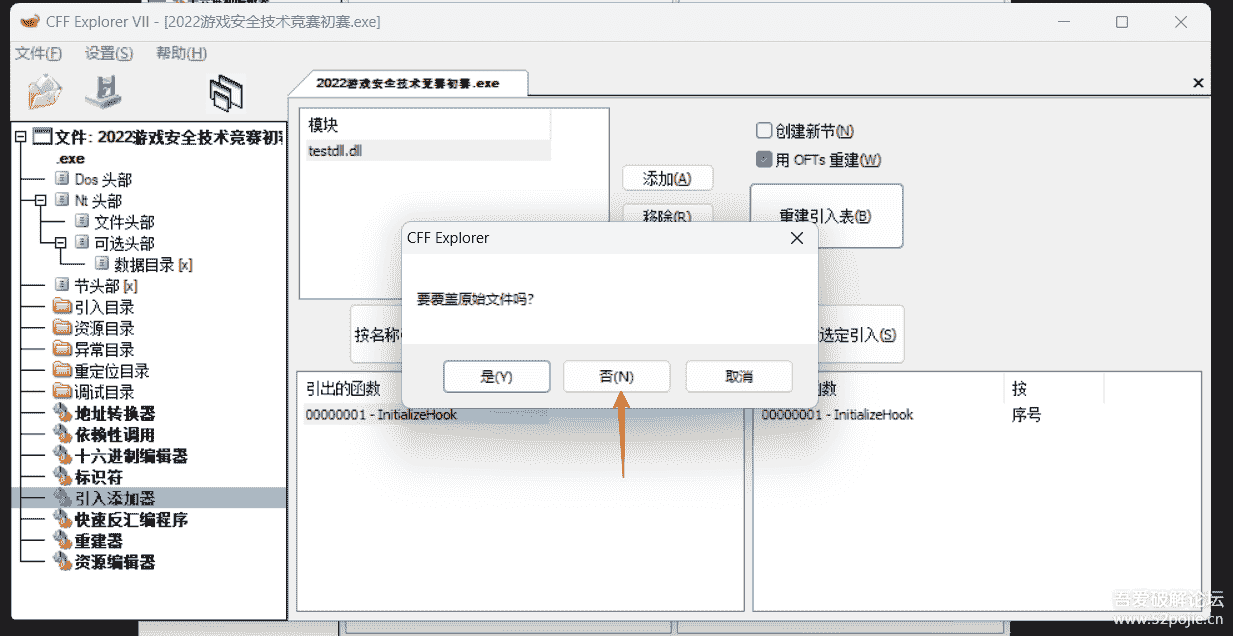 CFF Explorer VII - [2022游戏安全技术竞赛初赛.exe]
文件(F) 设置(S) 帮助(H)
2022游戏安全技术竞赛初赛.exe
文件: 2022游戏安全技术竞赛初
.exe
Dos 头部
Nt 头部
文件头部
可选头部
数据目录 [x]
节头部 [x]
引入目录
资源目录
异常目录
重定位目录
调试目录
地址转换器
依赖性调用
十六进制编辑器
标识符
引入添加器
快速反汇编程序
重建器
资源编辑器
模块
testdll.dll
添加(A)
移除(R)
创建新节(N)
用 OFTs 重建(W)
重建引入表(B)
按名称
选定引入(S)
CFF Explorer
要覆盖原始文件吗?
是(Y) 否(N) 取消
引出的函数
00000001 - InitializeHook
函数 按
00000001 - InitializeHook 序号
吾爱破解论坛
www.52pojie.cn